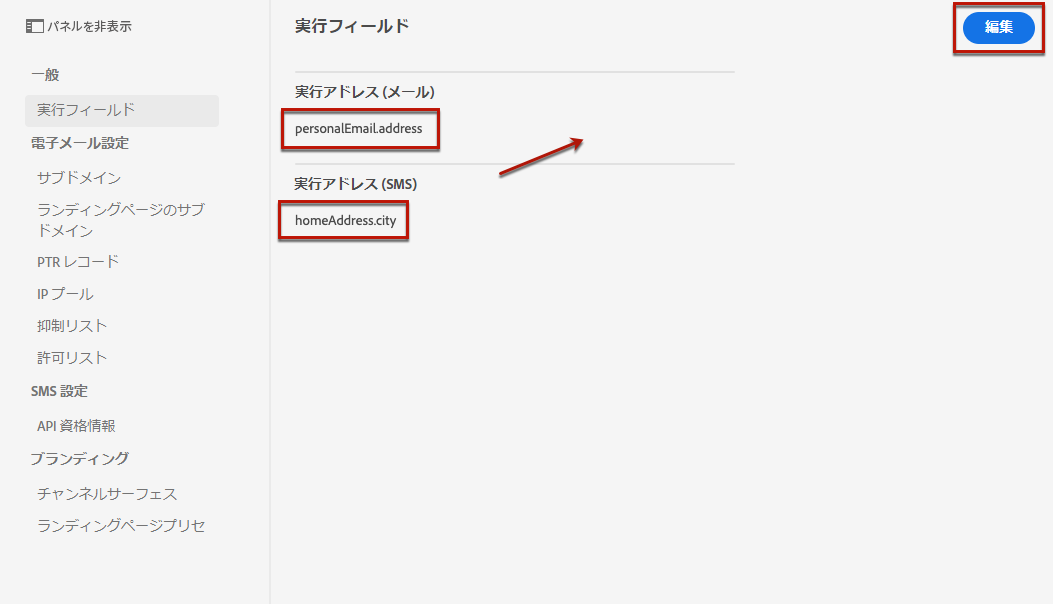 パネルを非表示
一般
実行フィールド
電子メール設定
サブドメイン
ランディングページのサブ
ドメイン
PTR レコード
IP プール
抑制リスト
許可リスト
SMS 設定
API 資格情報
ブランディング
チャンネルサーフェス
ランディングページプリセ
実行フィールド
編集
実行アドレス (メール)
personalEmail.address
実行アドレス (SMS)
homeAddress.city